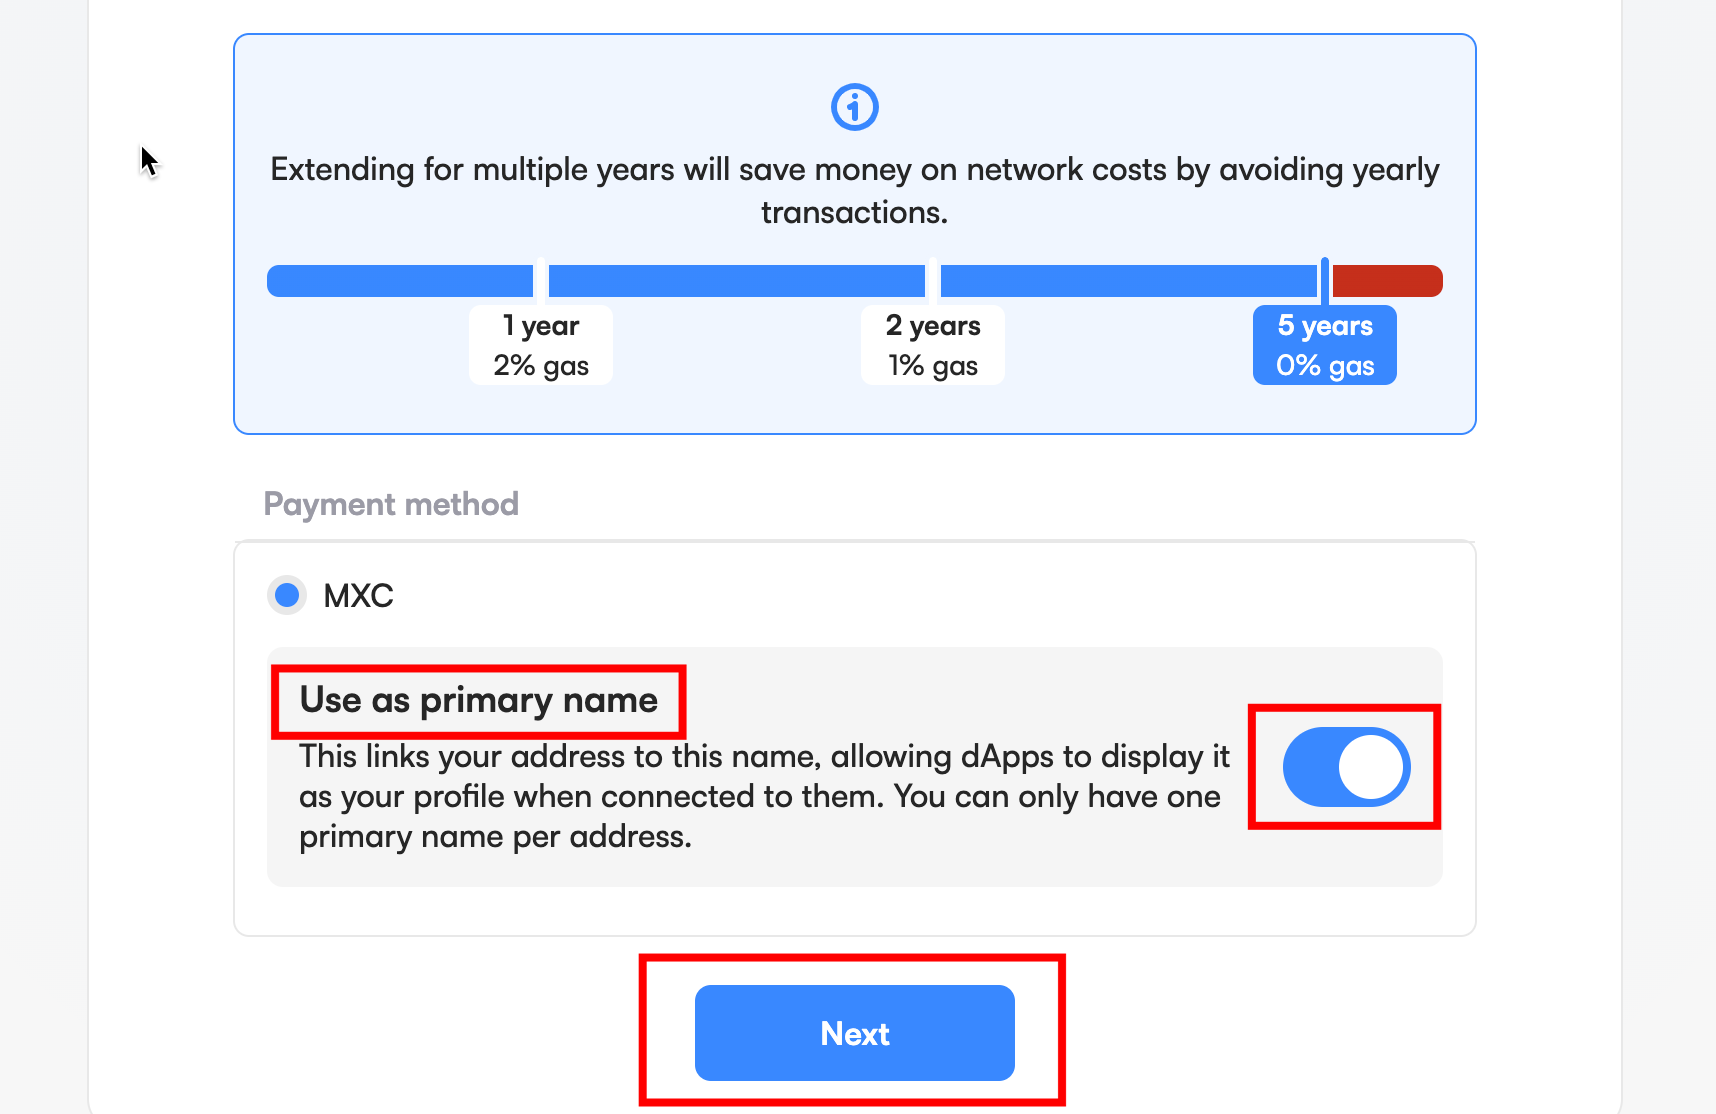 Extending for multiple years will save money on network costs by avoiding yearly
transactions.
1 year
2% gas
2 years
1% gas
5 years
0% gas
Payment method
MXC
Use as primary name
This links your address to this name, allowing dApps to display it
as your profile when connected to them. You can only have one
primary name per address.
Next